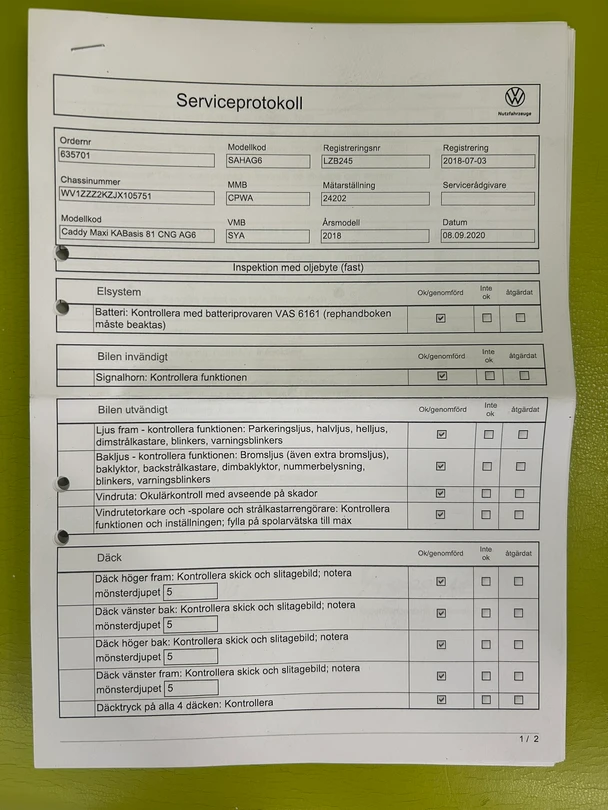 Serviceprotokoll
Nutzfahrzeuge
Ordernr
635701
Modellkod
SAHAG6
Registreringsnr
LZB245
Registrering
2018-07-03
Chassinummer
WV1ZZZ2KZJX105751
MMB
CPWA
Mätarställning
24202
Servicerådgivare
Modellkod
Caddy Maxi KABasis 81 CNG AG6
VMB
SYA
Årsmodell
2018
Datum
08.09.2020
Inspektion med oljebyte (fast)
Elsystem
Ok/genomförd
Inte
ok
åtgärdat
Batteri: Kontrollera med batteriprovaren VAS 6161 (rephandboken
måste beaktas)
Bilen invändigt
Ok/genomförd
Inte
ok
åtgärdat
Signalhorn: Kontrollera funktionen
Bilen utvändigt
Ok/genomförd
Inte
ok
åtgärdat
Ljus fram - kontrollera funktionen: Parkeringsljus, halvljus, helljus,
dimstrålkastare, blinkers, varningsblinkers
Bakljus - kontrollera funktionen: Bromsljus (även extra bromsljus),
baklyktor, backstrålkastare, dimbaklyktor, nummerbelysning,
blinkers, varningsblinkers
Vindruta: Okulärkontroll med avseende på skador
Vindrutetorkare och -spolare och strålkastarrengörare: Kontrollera
funktionen och inställningen; fylla på spolarvätska till max
Däck
Ok/genomförd
Inte
ok
åtgärdat
Däck höger fram: Kontrollera skick och slitagebild; notera
mönsterdjupet 5
Däck vänster bak: Kontrollera skick och slitagebild; notera
mönsterdjupet 5
Däck höger bak: Kontrollera skick och slitagebild; notera
mönsterdjupet 5
Däck vänster fram: Kontrollera skick och slitagebild; notera
mönsterdjupet 5
Däcktryck på alla 4 däcken: Kontrollera
1 / 2